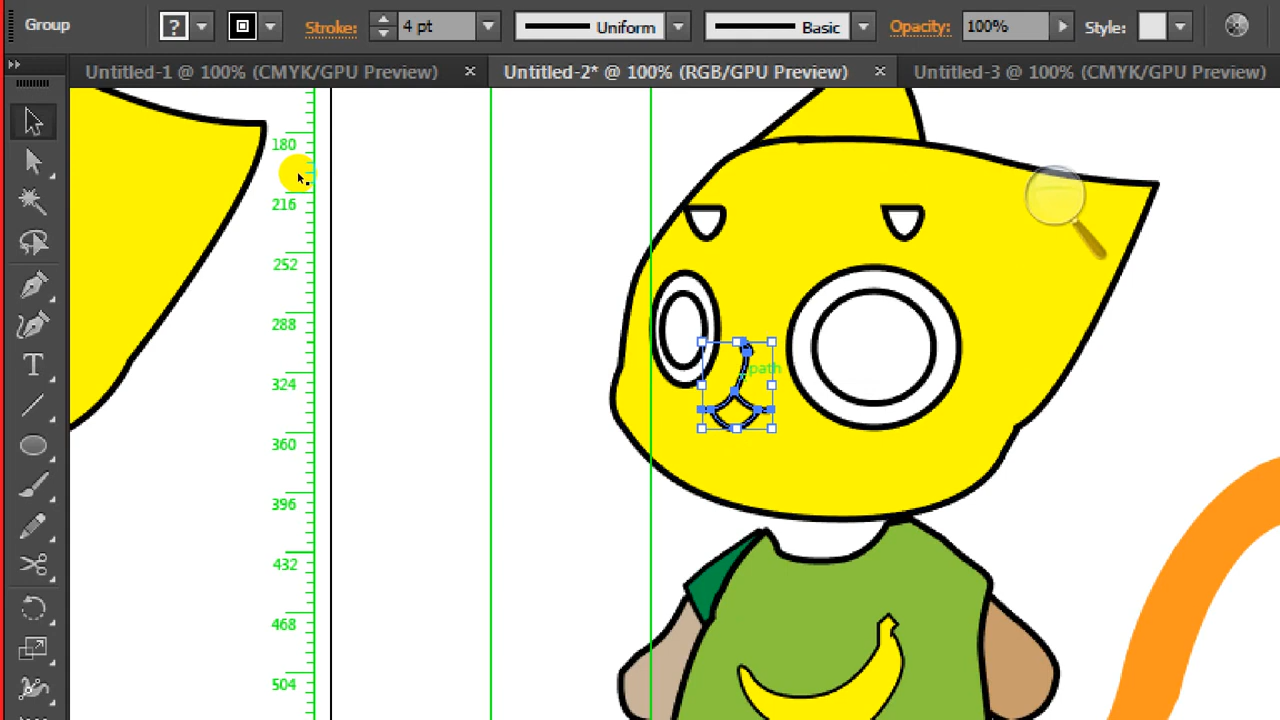 Group ? Stroke: 4 pt Uniform Basic Opacity: 100% Style:
Untitled-1 @ 100% (CMYK/GPU Preview) × Untitled-2* @ 100% (RGB/GPU Preview) × Untitled-3 @ 100% (CMYK/GPU Preview)
180
216
252
288
path
324
T
360
396
432
468
504